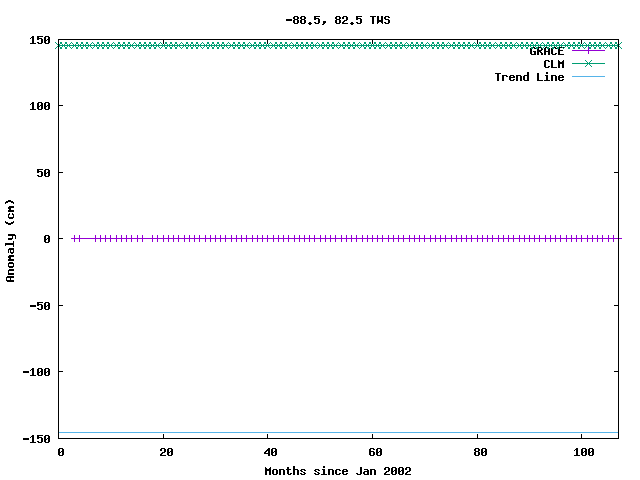 -88.5, 82.5 TWS
150
100
50
0
-50
-100
-150
Anomaly (cm)
GRACE
CLM
Trend Line
0 20 40 60 80 100
Months since Jan 2002